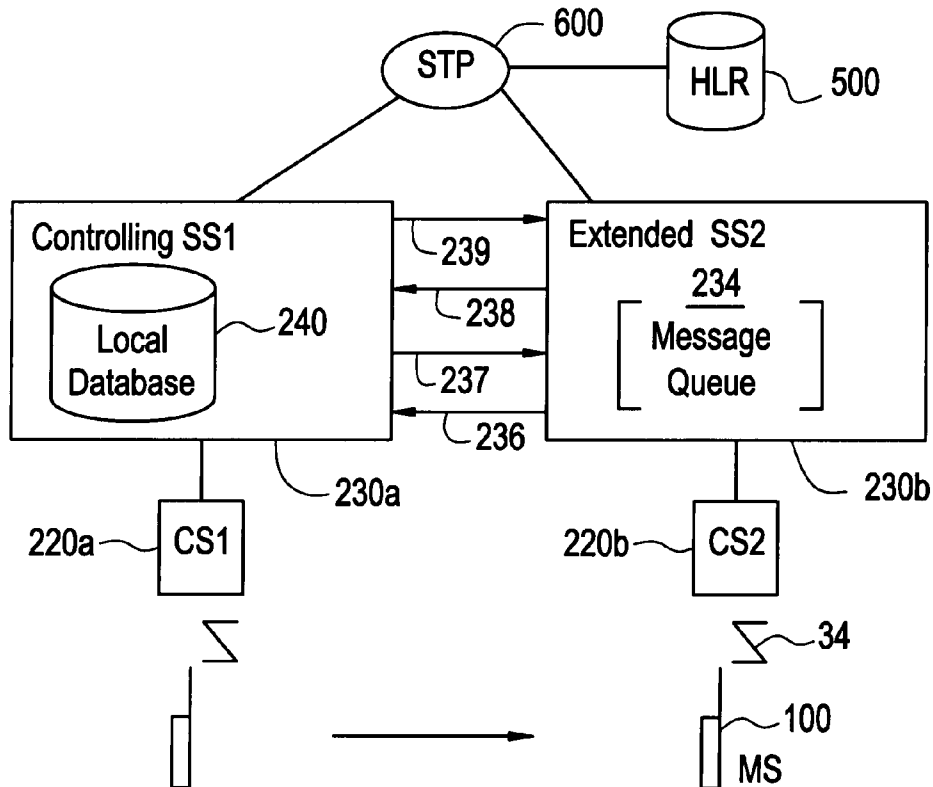 600
STP
HLR
500
Controlling SS1
239
Extended SS2
240
238
234
Local
Database
Message
Queue
237
236
230a
230b
220a
CS1
220b
CS2
34
100
MS